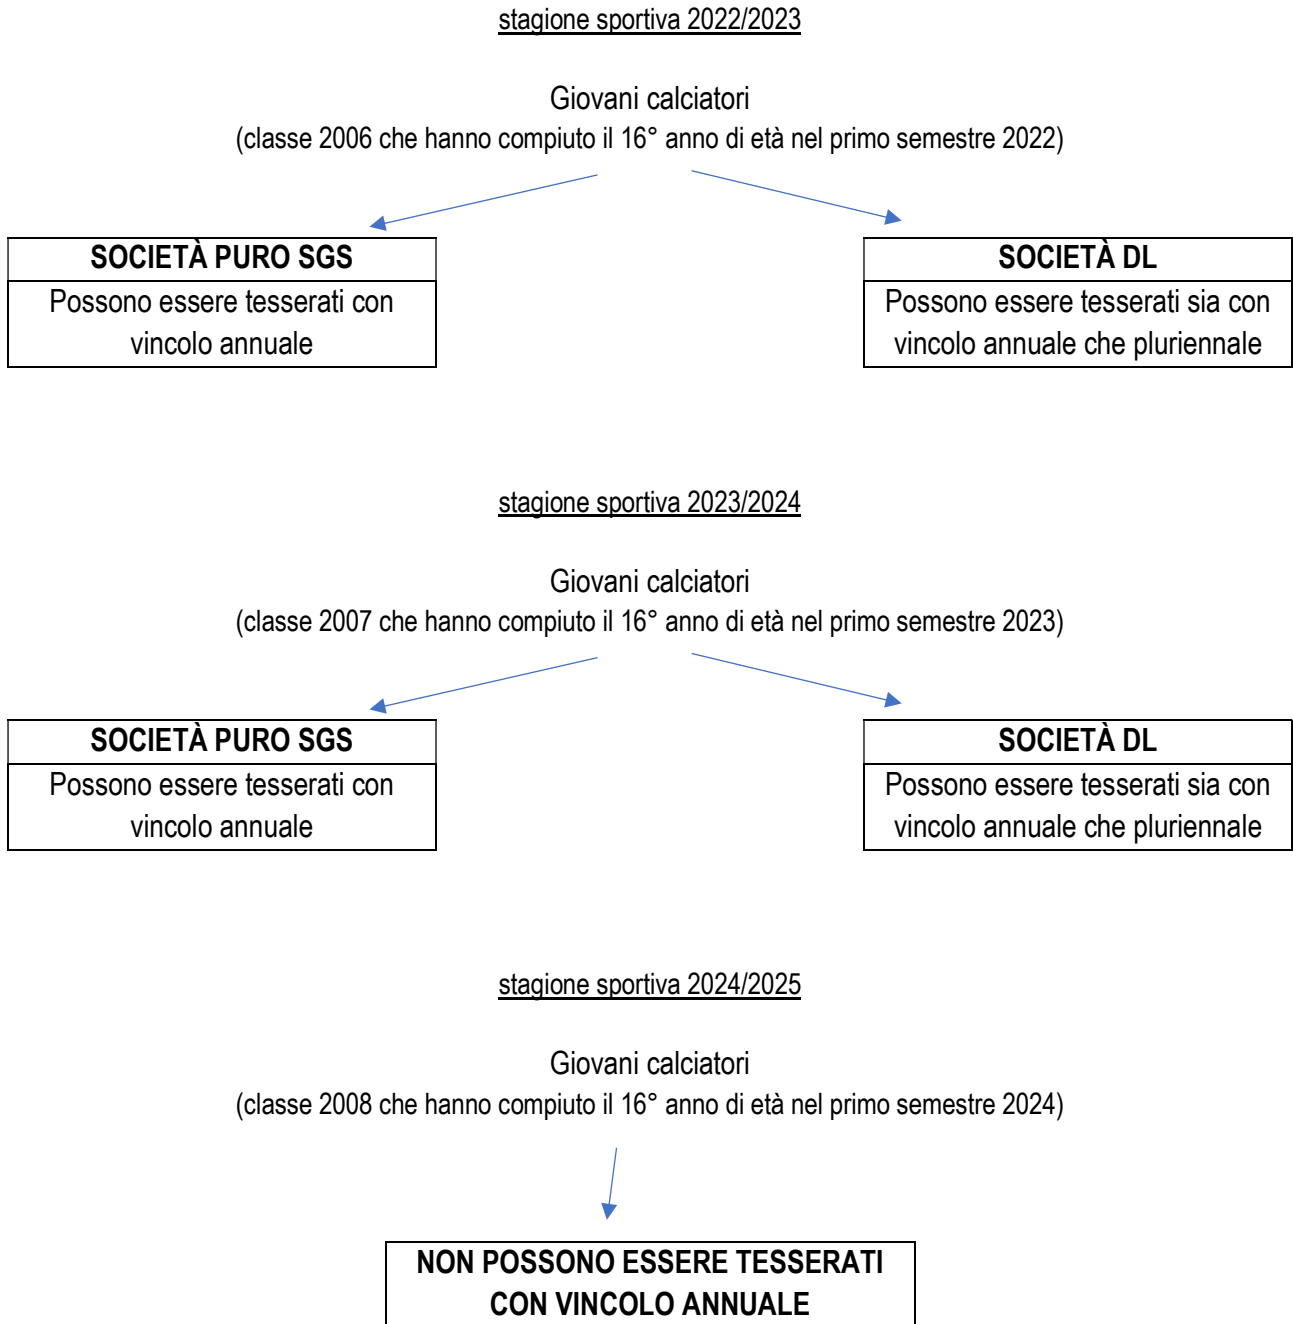 stagione sportiva 2022/2023
Giovani calciatori
(classe 2006 che hanno compiuto il 16° anno di età nel primo semestre 2022)
SOCIETÀ PURO SGS
Possono essere tesserati con
vincolo annuale
SOCIETÀ DL
Possono essere tesserati sia con
vincolo annuale che pluriennale
stagione sportiva 2023/2024
Giovani calciatori
(classe 2007 che hanno compiuto il 16° anno di età nel primo semestre 2023)
SOCIETÀ PURO SGS
Possono essere tesserati con
vincolo annuale
SOCIETÀ DL
Possono essere tesserati sia con
vincolo annuale che pluriennale
stagione sportiva 2024/2025
Giovani calciatori
(classe 2008 che hanno compiuto il 16° anno di età nel primo semestre 2024)
NON POSSONO ESSERE TESSERATI
CON VINCOLO ANNUALE